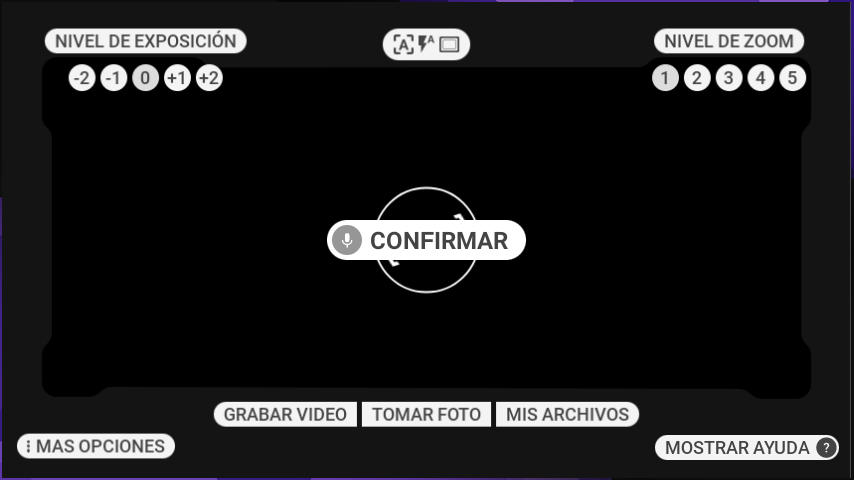 NIVEL DE EXPOSICIÓN
-2 -1 0 +1 +2
A A
NIVEL DE ZOOM
1 2 3 4 5
CONFIRMAR
GRABAR VIDEO TOMAR FOTO MIS ARCHIVOS
MAS OPCIONES
MOSTRAR AYUDA ?